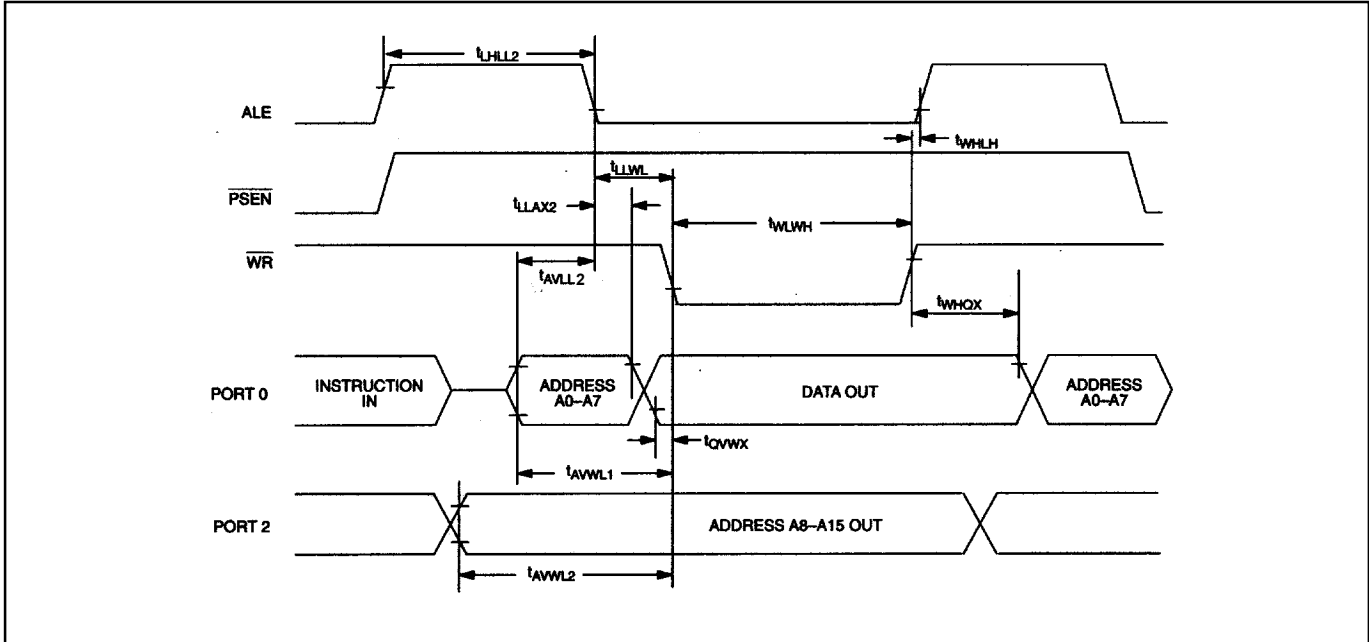 tLHLL2
ALE
tWHLH
tLLWL
PSEN
tLLAX2
tWLWH
WR
tAVLL2
tWHQX
PORT 0
INSTRUCTION
IN
ADDRESS
A0–A7
DATA OUT
ADDRESS
A0–A7
tQVWX
tAVWL1
PORT 2
ADDRESS A8–A15 OUT
tAVWL2